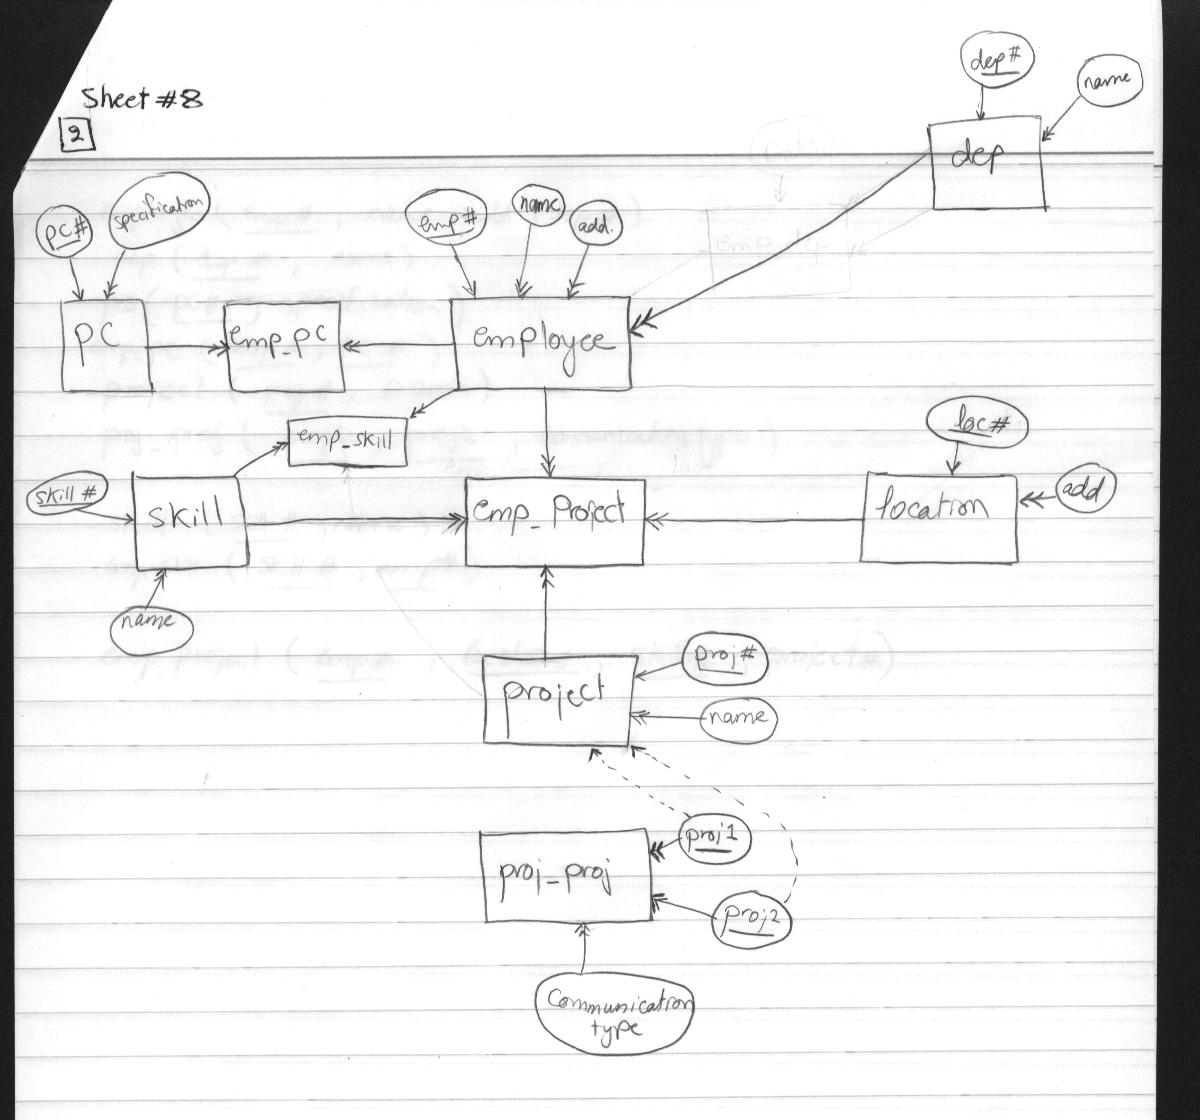 Sheet #8
2
dep#
name
dep
pc#
specification
emp#
name
add.
PC
emp_pc
employee
emp_skill
loc#
skill #
skill
emp_Project
location
add
name
proj#
project
name
proj1
proj_proj
proj2
Communication
type